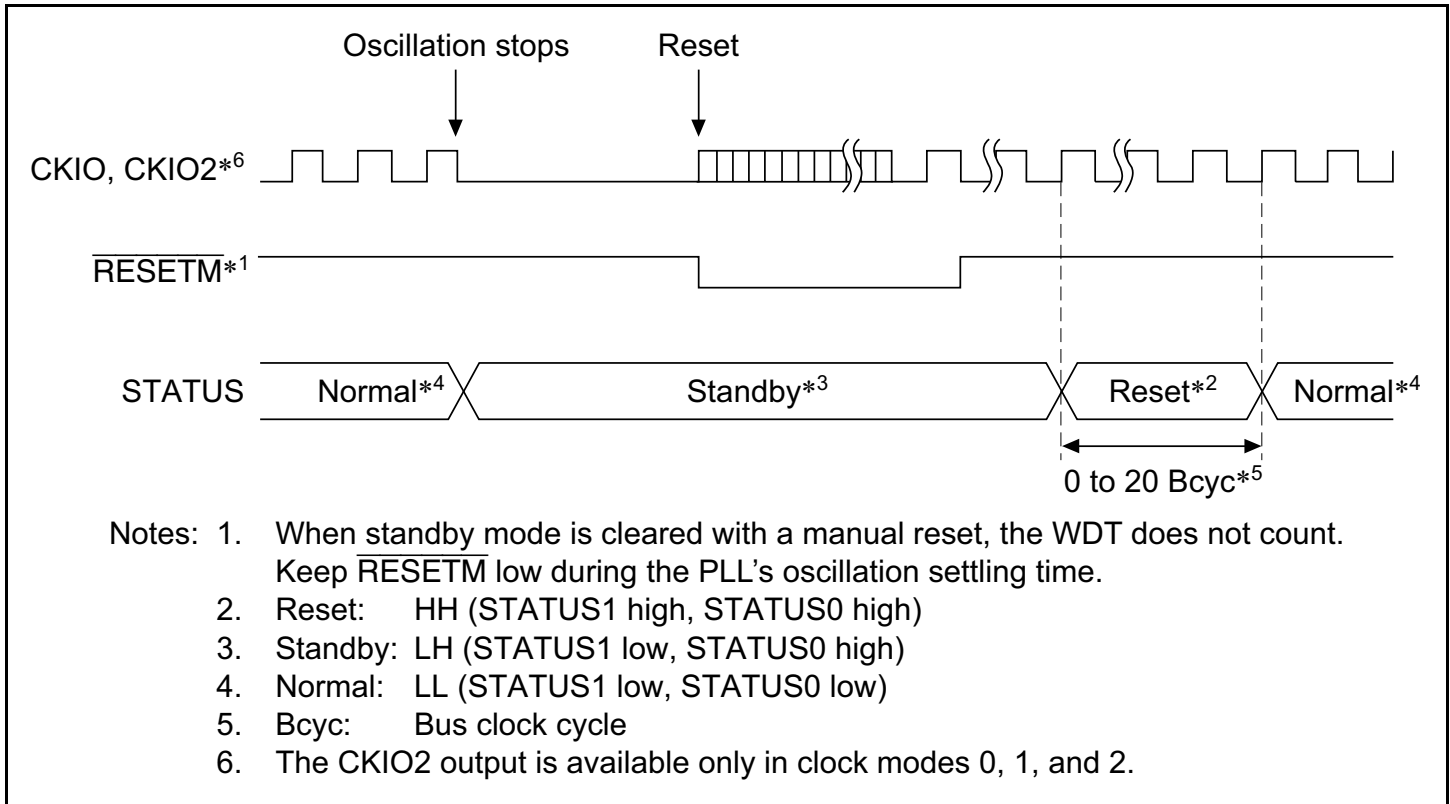 Oscillation stops Reset
CKIO, CKIO2*6
RESETM*1
STATUS Normal*4 Standby*3 Reset*2 Normal*4
0 to 20 Bcyc*5
Notes: 1. When standby mode is cleared with a manual reset, the WDT does not count.
Keep RESETM low during the PLL's oscillation settling time.
2. Reset: HH (STATUS1 high, STATUS0 high)
3. Standby: LH (STATUS1 low, STATUS0 high)
4. Normal: LL (STATUS1 low, STATUS0 low)
5. Bcyc: Bus clock cycle
6. The CKIO2 output is available only in clock modes 0, 1, and 2.